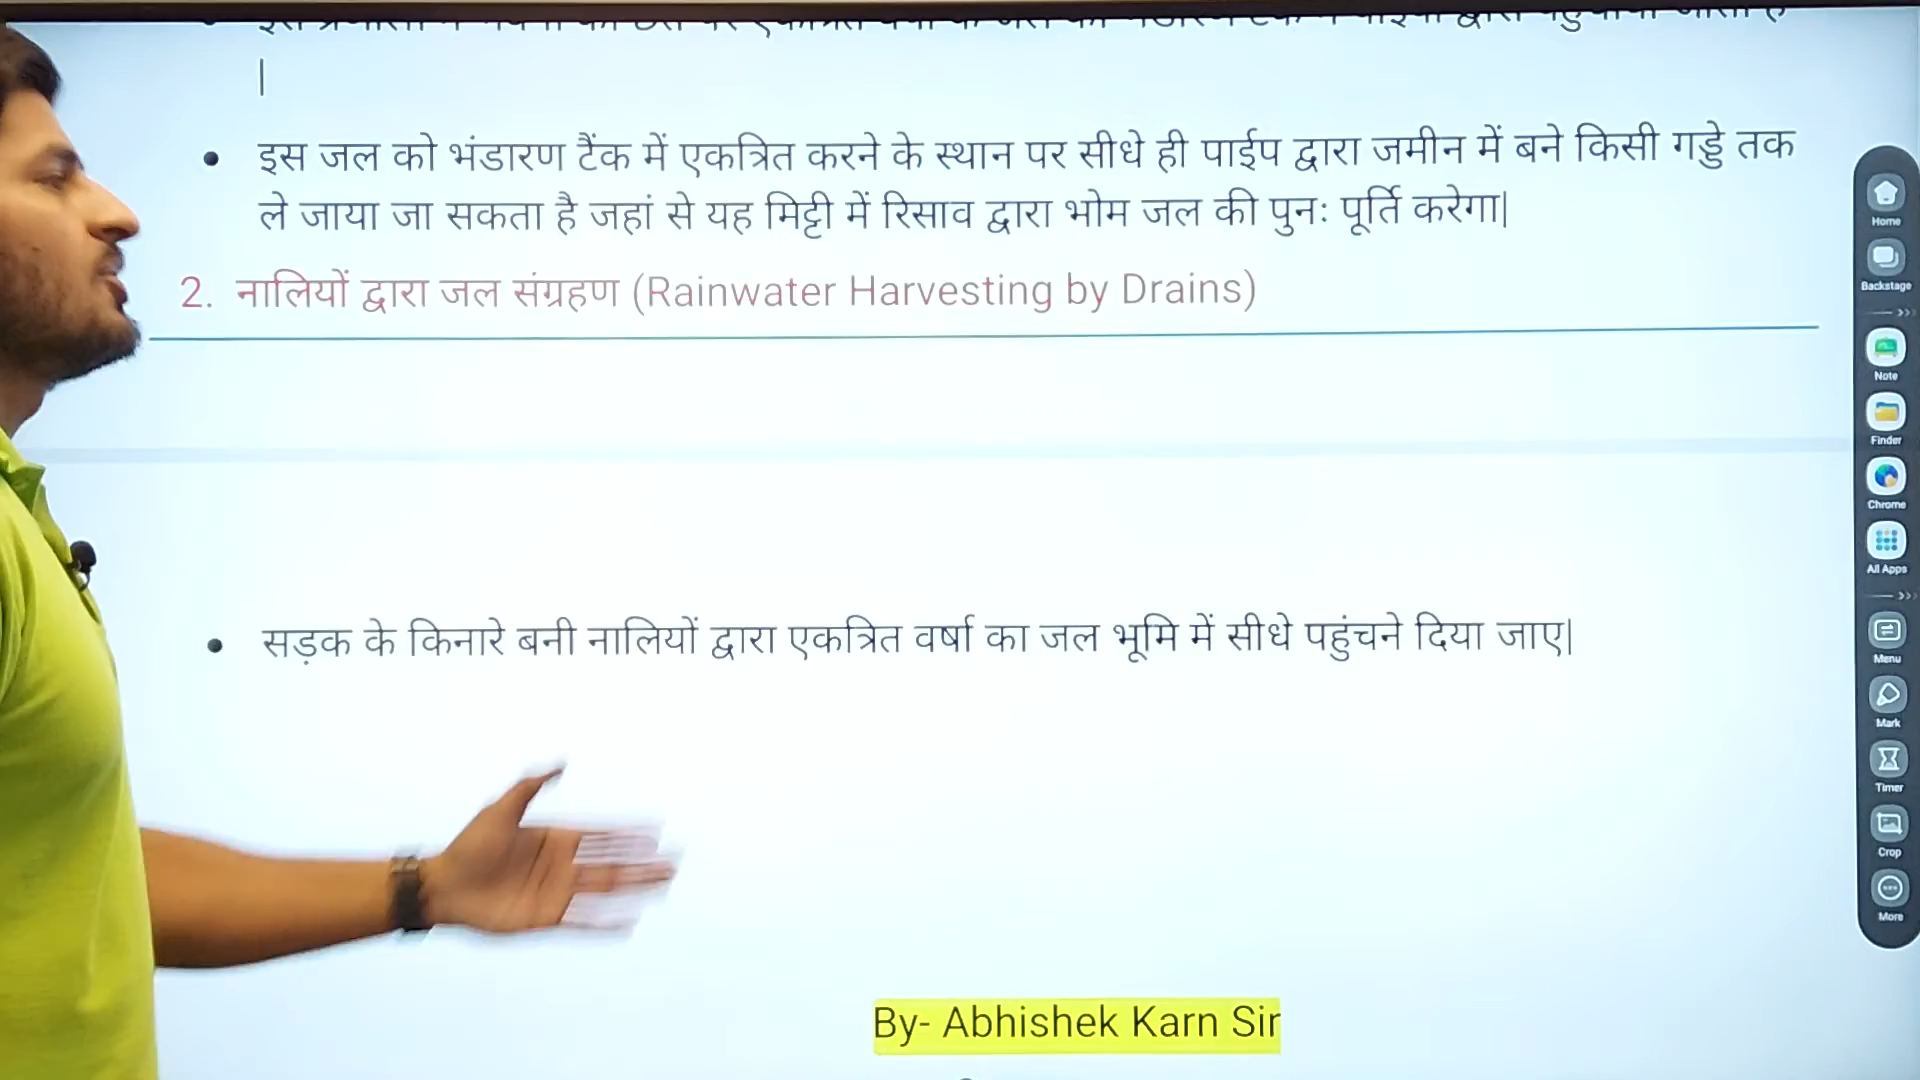 |
• इस जल को भंडारण टैंक में एकत्रित करने के स्थान पर सीधे ही पाईप द्वारा जमीन में बने किसी गड्ढे तक
ले जाया जा सकता है जहां से यह मिट्टी में रिसाव द्वारा भोम जल की पुनः पूर्ति करेगा|
2. नालियों द्वारा जल संग्रहण (Rainwater Harvesting by Drains)
• सड़क के किनारे बनी नालियों द्वारा एकत्रित वर्षा का जल भूमि में सीधे पहुंचने दिया जाए|
By- Abhishek Karn Sir
Home
Backstage
Note
Finder
Chrome
All Apps
Menu
Mark
Timer
Crop
More